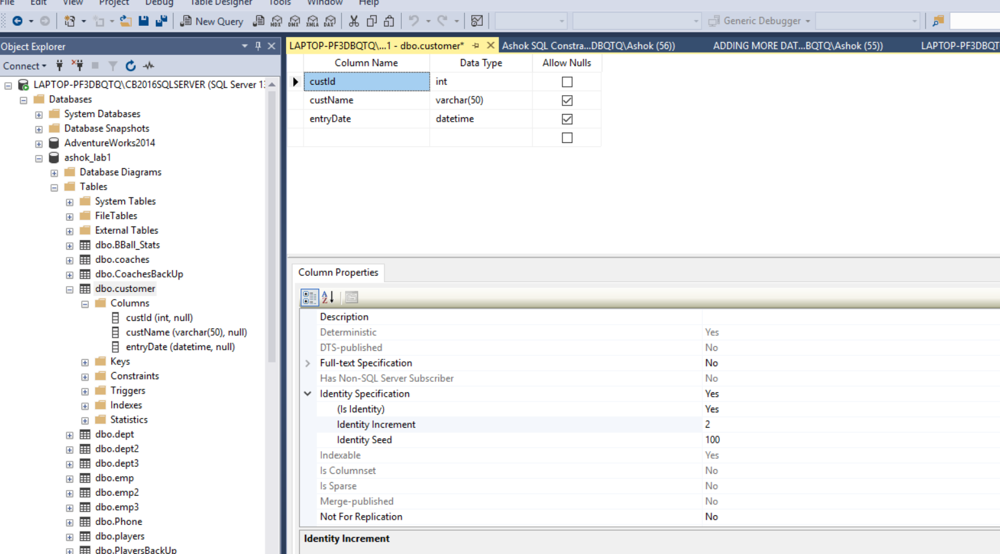 File Edit View Project Debug Table Designer Tools Window Help
New Query MDX DMX XMLA DAX Generic Debugger
Object Explorer
Connect
LAPTOP-PF3DBQTQ\CB2016SQLSERVER (SQL Server 13
Databases
System Databases
Database Snapshots
AdventureWorks2014
ashok_lab1
Database Diagrams
Tables
System Tables
FileTables
External Tables
dbo.BBall_Stats
dbo.coaches
dbo.CoachesBackUp
dbo.customer
Columns
custId (int, null)
custName (varchar(50), null)
entryDate (datetime, null)
Keys
Constraints
Triggers
Indexes
Statistics
dbo.dept
dbo.dept2
dbo.dept3
dbo.emp
dbo.emp2
dbo.emp3
dbo.Phone
dbo.players
dbo.PlayersBackUp
LAPTOP-PF3DBQTQ\...1 - dbo.customer* Ashok SQL Constra...DBQTQ\Ashok (56)) ADDING MORE DAT...BQTQ\Ashok (55)) LAPTOP-PF3DBQT
Column Name Data Type Allow Nulls
custId int
custName varchar(50)
entryDate datetime
Column Properties
A Z
Description
Deterministic Yes
DTS-published No
Full-text Specification No
Has Non-SQL Server Subscriber No
Identity Specification Yes
(Is Identity) Yes
Identity Increment 2
Identity Seed 100
Indexable Yes
Is Columnset No
Is Sparse No
Merge-published No
Not For Replication No
Identity Increment